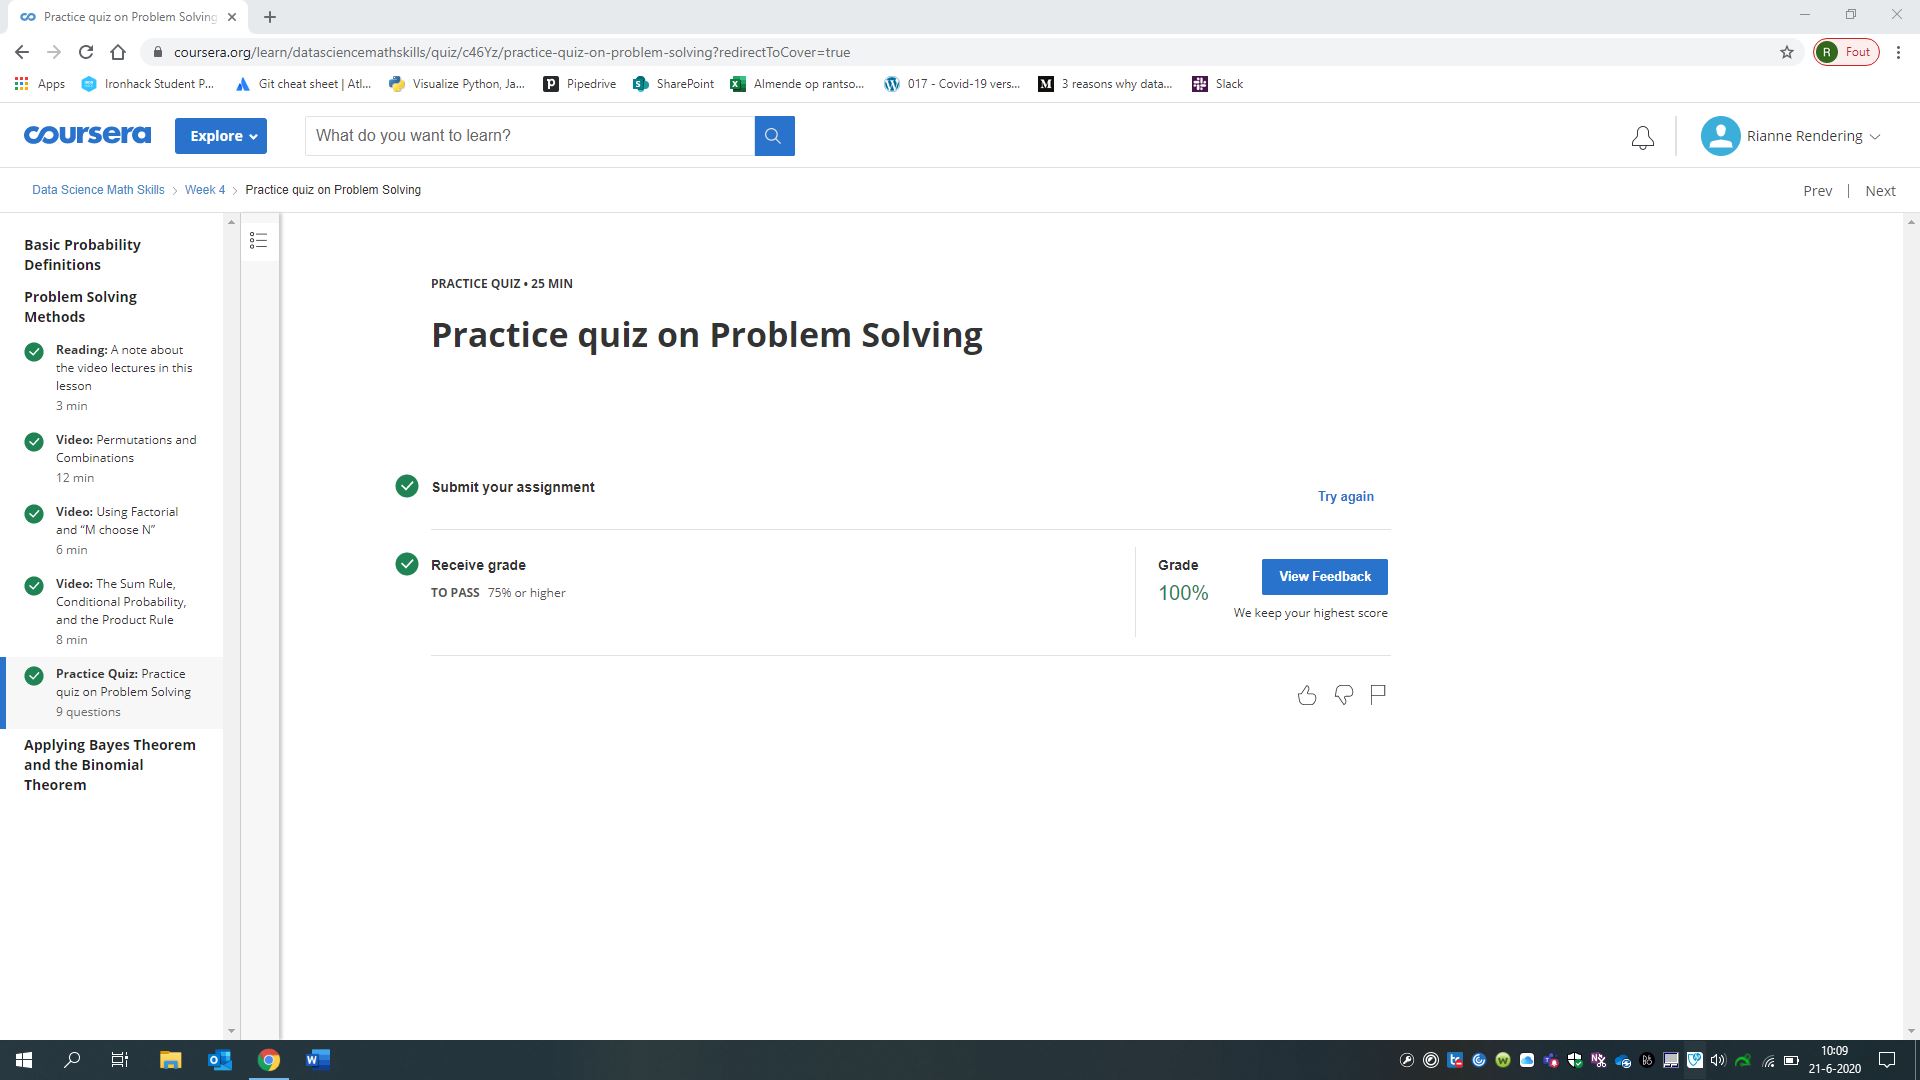 Practice quiz on Problem Solving
coursera.org/learn/datasciencemathskills/quiz/c46Yz/practice-quiz-on-problem-solving?redirectToCover=true
R Fout
Apps
Ironhack Student P...
Git cheat sheet | Atl...
Visualize Python, Ja...
Pipedrive
SharePoint
Almende op rantso...
017 - Covid-19 vers...
3 reasons why data...
Slack
coursera
Explore
What do you want to learn?
Rianne Rendering
Data Science Math Skills > Week 4 > Practice quiz on Problem Solving
Prev | Next
Basic Probability
Definitions
Problem Solving
Methods
Reading: A note about
the video lectures in this
lesson
3 min
Video: Permutations and
Combinations
12 min
Video: Using Factorial
and “M choose N”
6 min
Video: The Sum Rule,
Conditional Probability,
and the Product Rule
8 min
Practice Quiz: Practice
quiz on Problem Solving
9 questions
Applying Bayes Theorem
and the Binomial
Theorem
PRACTICE QUIZ • 25 MIN
Practice quiz on Problem Solving
Submit your assignment
Try again
Receive grade
TO PASS 75% or higher
Grade
100%
View Feedback
We keep your highest score
10:09
21-6-2020